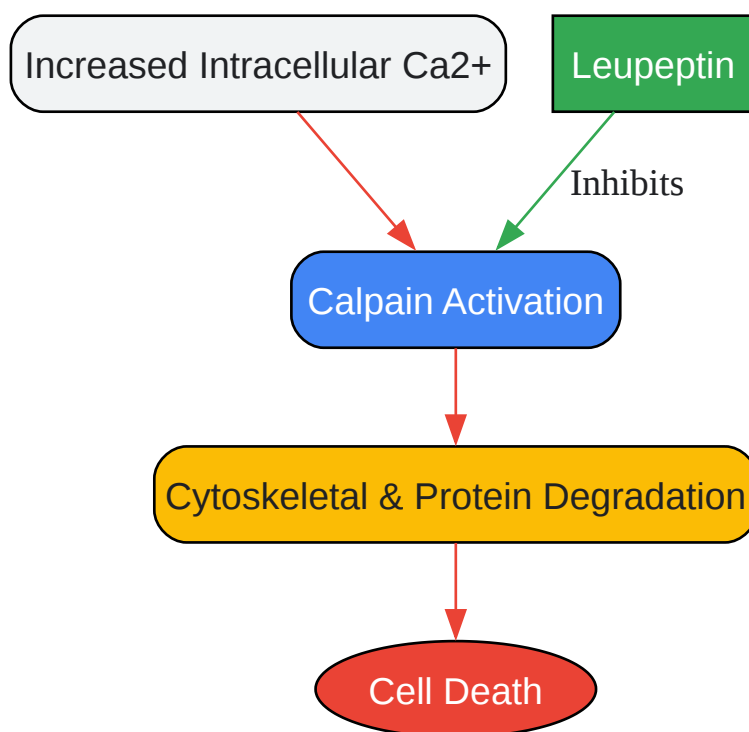 Increased Intracellular Ca2+
Leupeptin
Inhibits
Calpain Activation
Cytoskeletal & Protein Degradation
Cell Death